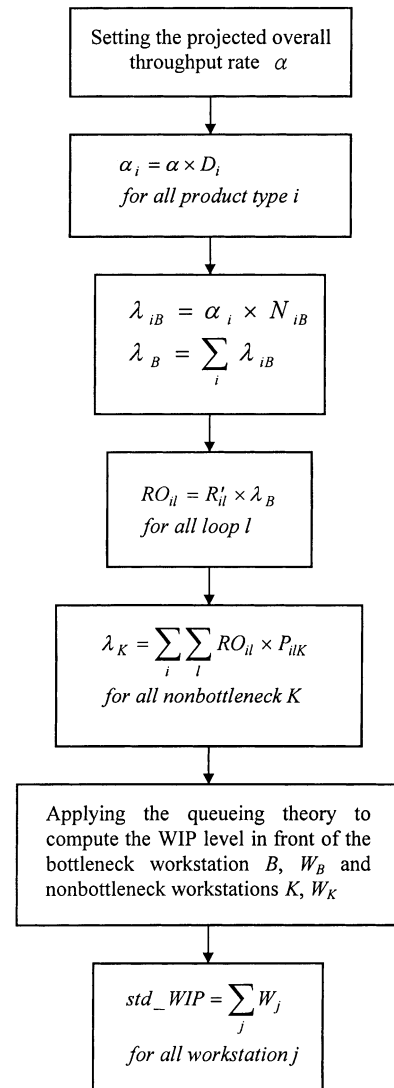 Setting the projected overall
throughput rate α
α_i = α × D_i
for all product type i
λ_iB = α_i × N_iB
λ_B = ∑_i λ_iB
RO_il = R′_il × λ_B
for all loop l
λ_K = ∑_i ∑_l RO_il × P_ilK
for all nonbottleneck K
Applying the queueing theory to
compute the WIP level in front of the
bottleneck workstation B, W_B and
nonbottleneck workstations K, W_K
std_WIP = ∑_j W_j
for all workstation j